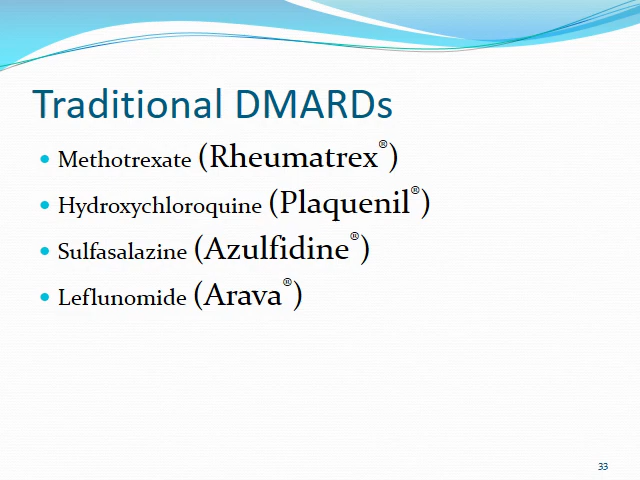 Traditional DMARDs
• Methotrexate (Rheumatrex®)
• Hydroxychloroquine (Plaquenil®)
• Sulfasalazine (Azulfidine®)
• Leflunomide (Arava®)
33